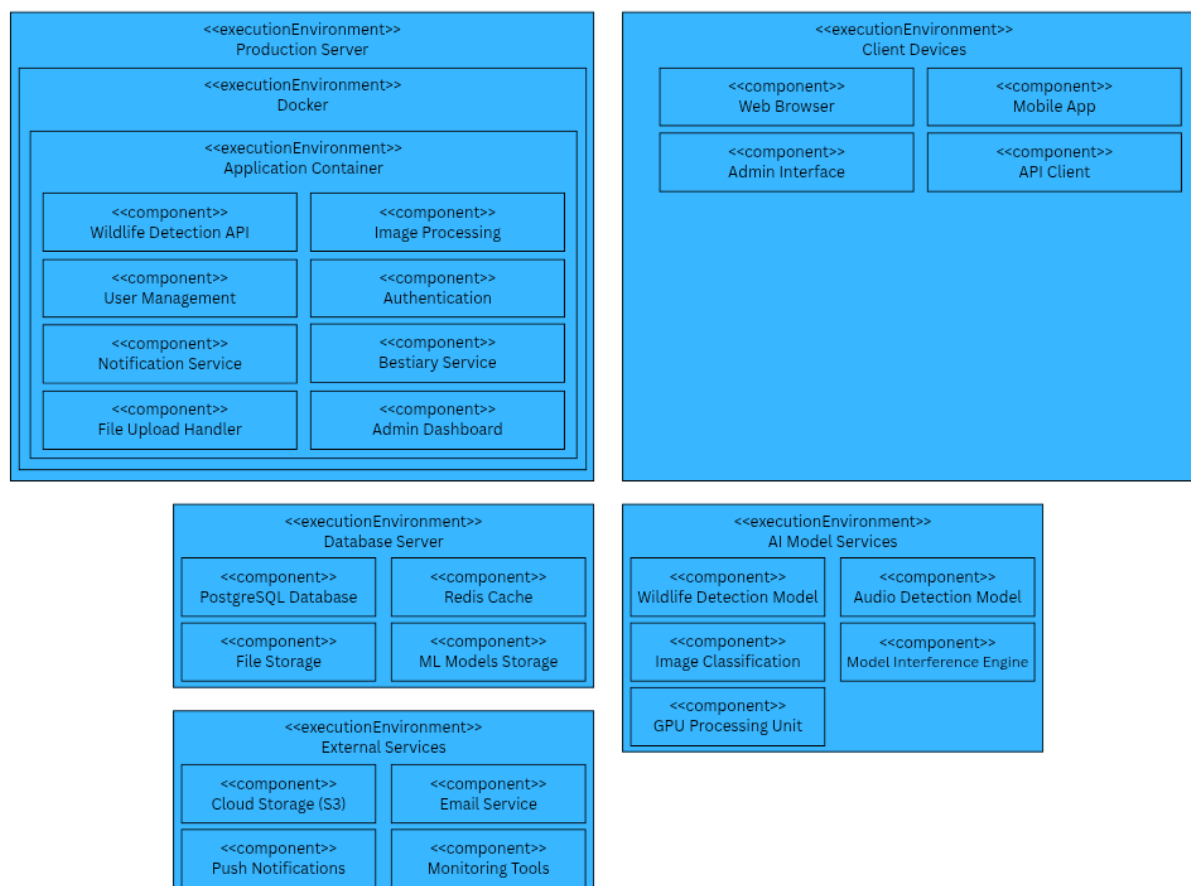 <<executionEnvironment>>
Production Server
<<executionEnvironment>>
Docker
<<executionEnvironment>>
Application Container
<<component>>
Wildlife Detection API
<<component>>
Image Processing
<<component>>
User Management
<<component>>
Authentication
<<component>>
Notification Service
<<component>>
Bestiary Service
<<component>>
File Upload Handler
<<component>>
Admin Dashboard
<<executionEnvironment>>
Client Devices
<<component>>
Web Browser
<<component>>
Mobile App
<<component>>
Admin Interface
<<component>>
API Client
<<executionEnvironment>>
Database Server
<<component>>
PostgreSQL Database
<<component>>
Redis Cache
<<component>>
File Storage
<<component>>
ML Models Storage
<<executionEnvironment>>
AI Model Services
<<component>>
Wildlife Detection Model
<<component>>
Audio Detection Model
<<component>>
Image Classification
<<component>>
Model Interference Engine
<<component>>
GPU Processing Unit
<<executionEnvironment>>
External Services
<<component>>
Cloud Storage (S3)
<<component>>
Email Service
<<component>>
Push Notifications
<<component>>
Monitoring Tools